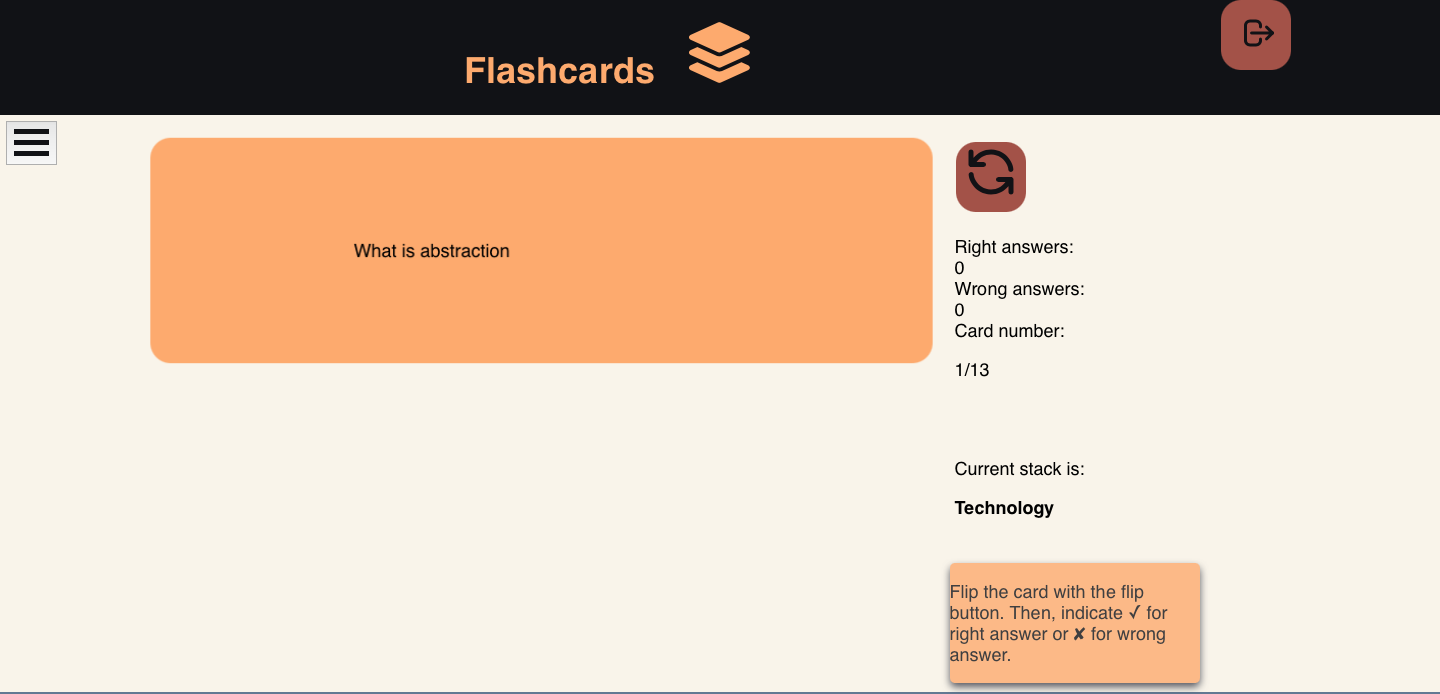 Flashcards
What is abstraction
Right answers:
0
Wrong answers:
0
Card number:
1/13
Current stack is:
Technology
Flip the card with the flip
button. Then, indicate ✓ for
right answer or ✘ for wrong
answer.